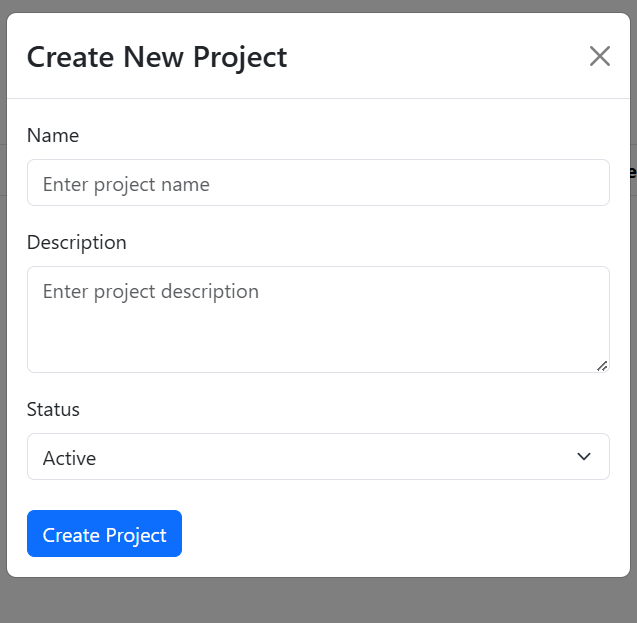 Create New Project
Name
Enter project name
Description
Enter project description
Status
Active
Create Project